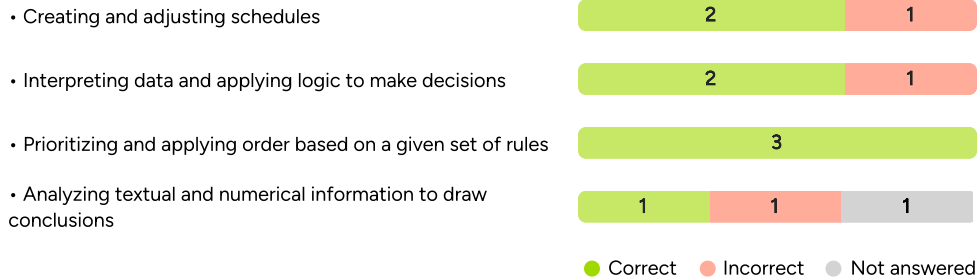 • Creating and adjusting schedules
2 1
• Interpreting data and applying logic to make decisions
2 1
• Prioritizing and applying order based on a given set of rules
3
• Analyzing textual and numerical information to draw
conclusions
1 1 1
Correct Incorrect Not answered